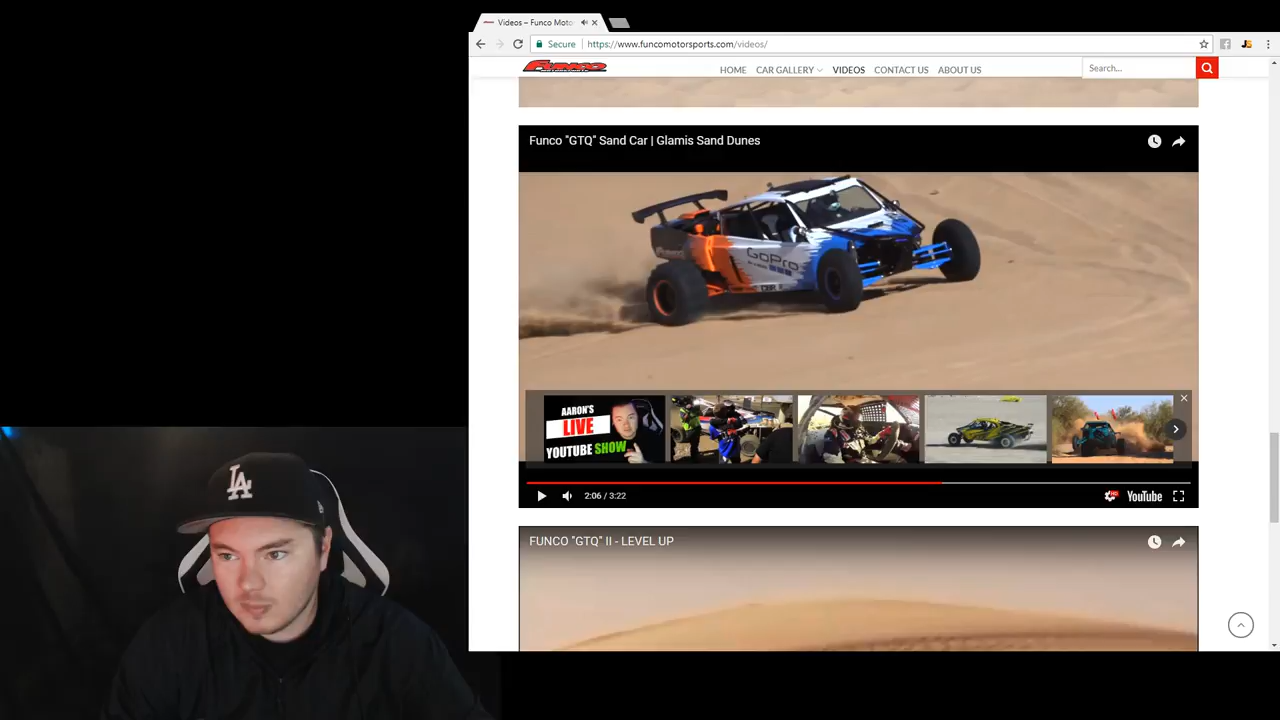 Videos – Funco Moto
Secure
https://www.funcomotorsports.com/videos/
FUNCO
HOME
CAR GALLERY
VIDEOS
CONTACT US
ABOUT US
Search...
Funco "GTQ" Sand Car | Glamis Sand Dunes
GoPro
AARON'S
LIVE
YOUTUBE SHOW
2:06 / 3:22
HD
YouTube
FUNCO "GTQ" II - LEVEL UP
LA